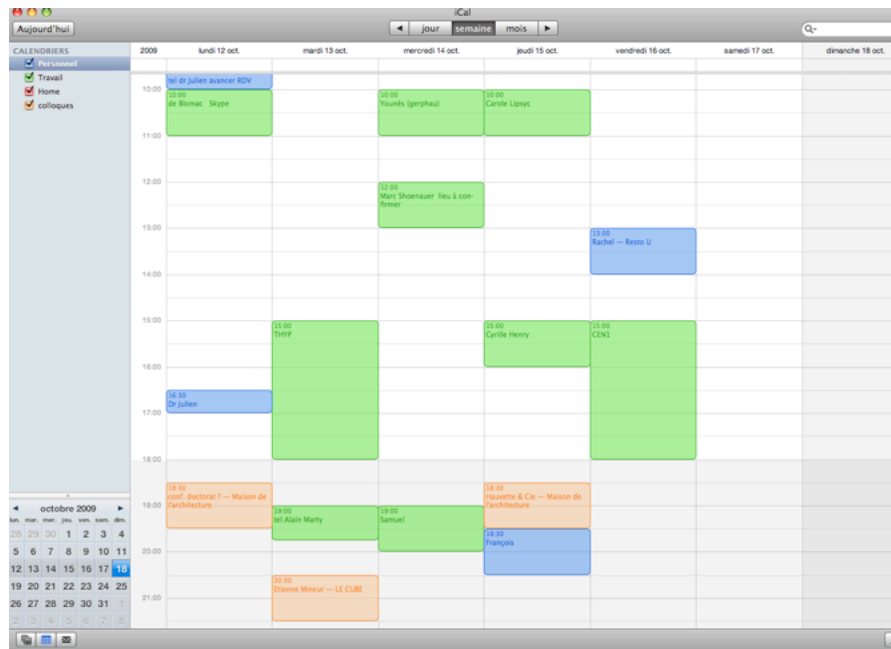 iCal
Aujourd'hui
◀ jour semaine mois ▶
CALENDRIERS
Personnel
Travail
Home
colloques
2009 lundi 12 oct. mardi 13 oct. mercredi 14 oct. jeudi 15 oct. vendredi 16 oct. samedi 17 oct. dimanche 18 oct.
tel dr Julien avancer RDV
10:00
10:00
de Biomac Skype
10:00
Younès (gerphau)
10:00
Carole Lipsyc
11:00
12:00
12:00
Marc Shoenauer lieu à con-
firmer
13:00
13:00
Rachel — Resto U
14:00
15:00
15:00
THYP
15:00
Cyrille Henry
15:00
CEN1
16:00
16:30
Dr Julien
17:00
18:00
18:30
conf. doctorat ? — Maison de
l'architecture
18:30
Hauvette & Cie — Maison de
l'architecture
19:00
19:00
tel Alain Marty
19:00
Samuel
19:30
François
20:00
20:30
Etienne Mineur — LE CUBE
21:00
octobre 2009
lun. mar. mer. jeu. ven. sam. dim.
28 29 30 1 2 3 4
5 6 7 8 9 10 11
12 13 14 15 16 17 18
19 20 21 22 23 24 25
26 27 28 29 30 31 1
2 3 4 5 6 7 8